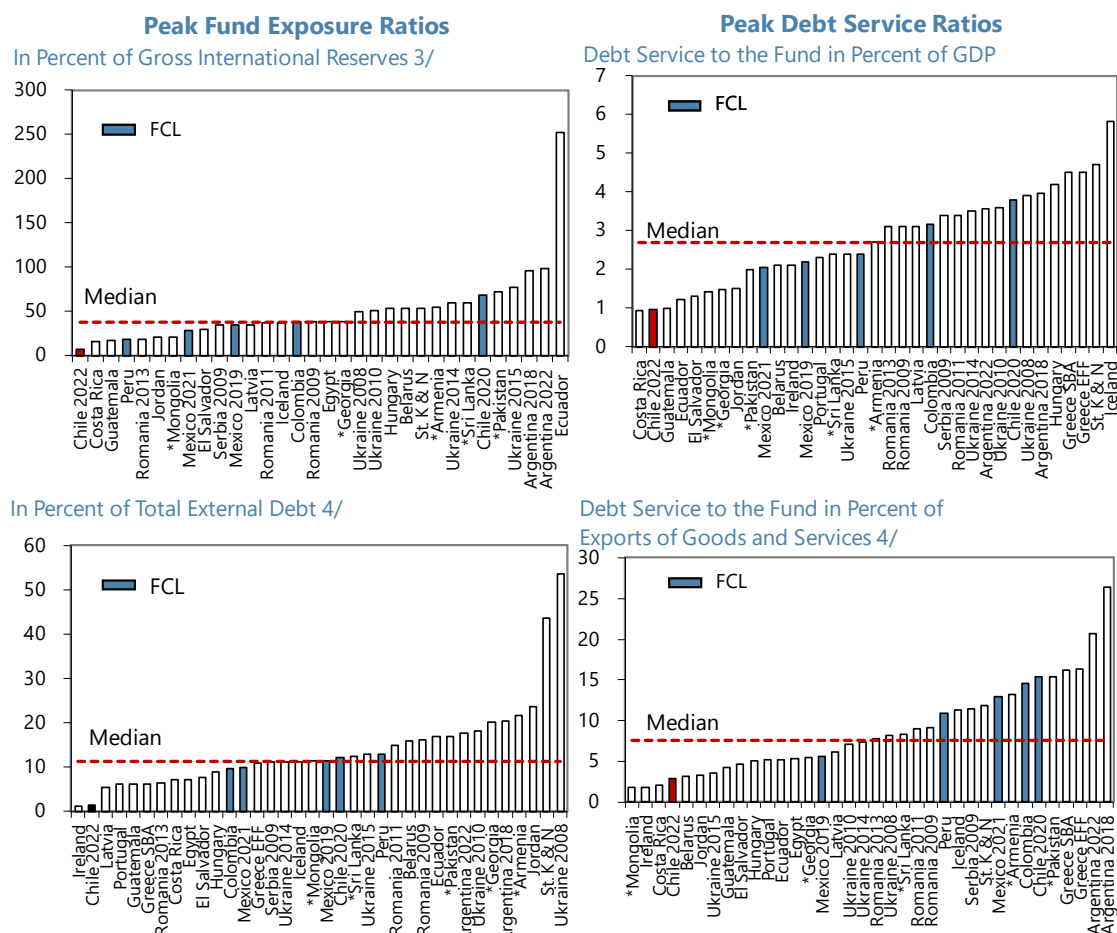 Peak Fund Exposure Ratios
In Percent of Gross International Reserves 3/
300
250
200
150
100
50
0
FCL
Median
Chile 2022
Costa Rica
Guatemala
Peru
Romania 2013
Jordan
*Mongolia
Mexico 2021
El Salvador
Serbia 2009
Mexico 2019
Latvia
Romania 2011
Iceland
Colombia
Romania 2009
Egypt
*Georgia
Ukraine 2008
Ukraine 2010
Hungary
Belarus
St. K & N
*Armenia
Ukraine 2014
*Sri Lanka
Chile 2020
*Pakistan
Ukraine 2015
Argentina 2018
Argentina 2022
Ecuador
Peak Debt Service Ratios
Debt Service to the Fund in Percent of GDP
7
6
5
4
3
2
1
0
FCL
Median
Costa Rica
Chile 2022
Guatemala
Ecuador
El Salvador
*Mongolia
*Georgia
Jordan
*Pakistan
Mexico 2021
Belarus
Ireland
Mexico 2019
Portugal
*Sri Lanka
Ukraine 2015
Peru
*Armenia
Romania 2013
Romania 2009
Latvia
Colombia
Serbia 2009
Romania 2011
Ukraine 2014
Argentina 2022
Ukraine 2010
Chile 2020
Ukraine 2008
Argentina 2018
Hungary
Greece SBA
Greece EFF
St. K & N
Iceland
In Percent of Total External Debt 4/
60
50
40
30
20
10
0
FCL
Median
Ireland
Chile 2022
Latvia
Portugal
Guatemala
Greece SBA
Romania 2013
Costa Rica
Egypt
El Salvador
Hungary
Colombia
Mexico 2021
Greece EFF
Serbia 2009
Ukraine 2014
Iceland
*Mongolia
Mexico 2019
Chile 2020
*Sri Lanka
Ukraine 2015
Peru
Romania 2011
Belarus
Romania 2009
Ecuador
*Pakistan
Argentina 2022
Ukraine 2010
*Georgia
Argentina 2018
*Armenia
Jordan
St. K & N
Ukraine 2008
Debt Service to the Fund in Percent of
Exports of Goods and Services 4/
30
25
20
15
10
5
0
FCL
Median
*Mongolia
Ireland
Costa Rica
Chile 2022
Belarus
Jordan
Ukraine 2015
Guatemala
El Salvador
Hungary
Portugal
Ecuador
Egypt
*Georgia
Mexico 2019
Latvia
Ukraine 2010
Ukraine 2014
Romania 2013
Ukraine 2008
*Sri Lanka
Romania 2011
Romania 2009
Peru
Iceland
Serbia 2009
St. K & N
Mexico 2021
*Armenia
Colombia
Chile 2020
*Pakistan
Greece SBA
Greece EFF
Argentina 2022
Argentina 2018